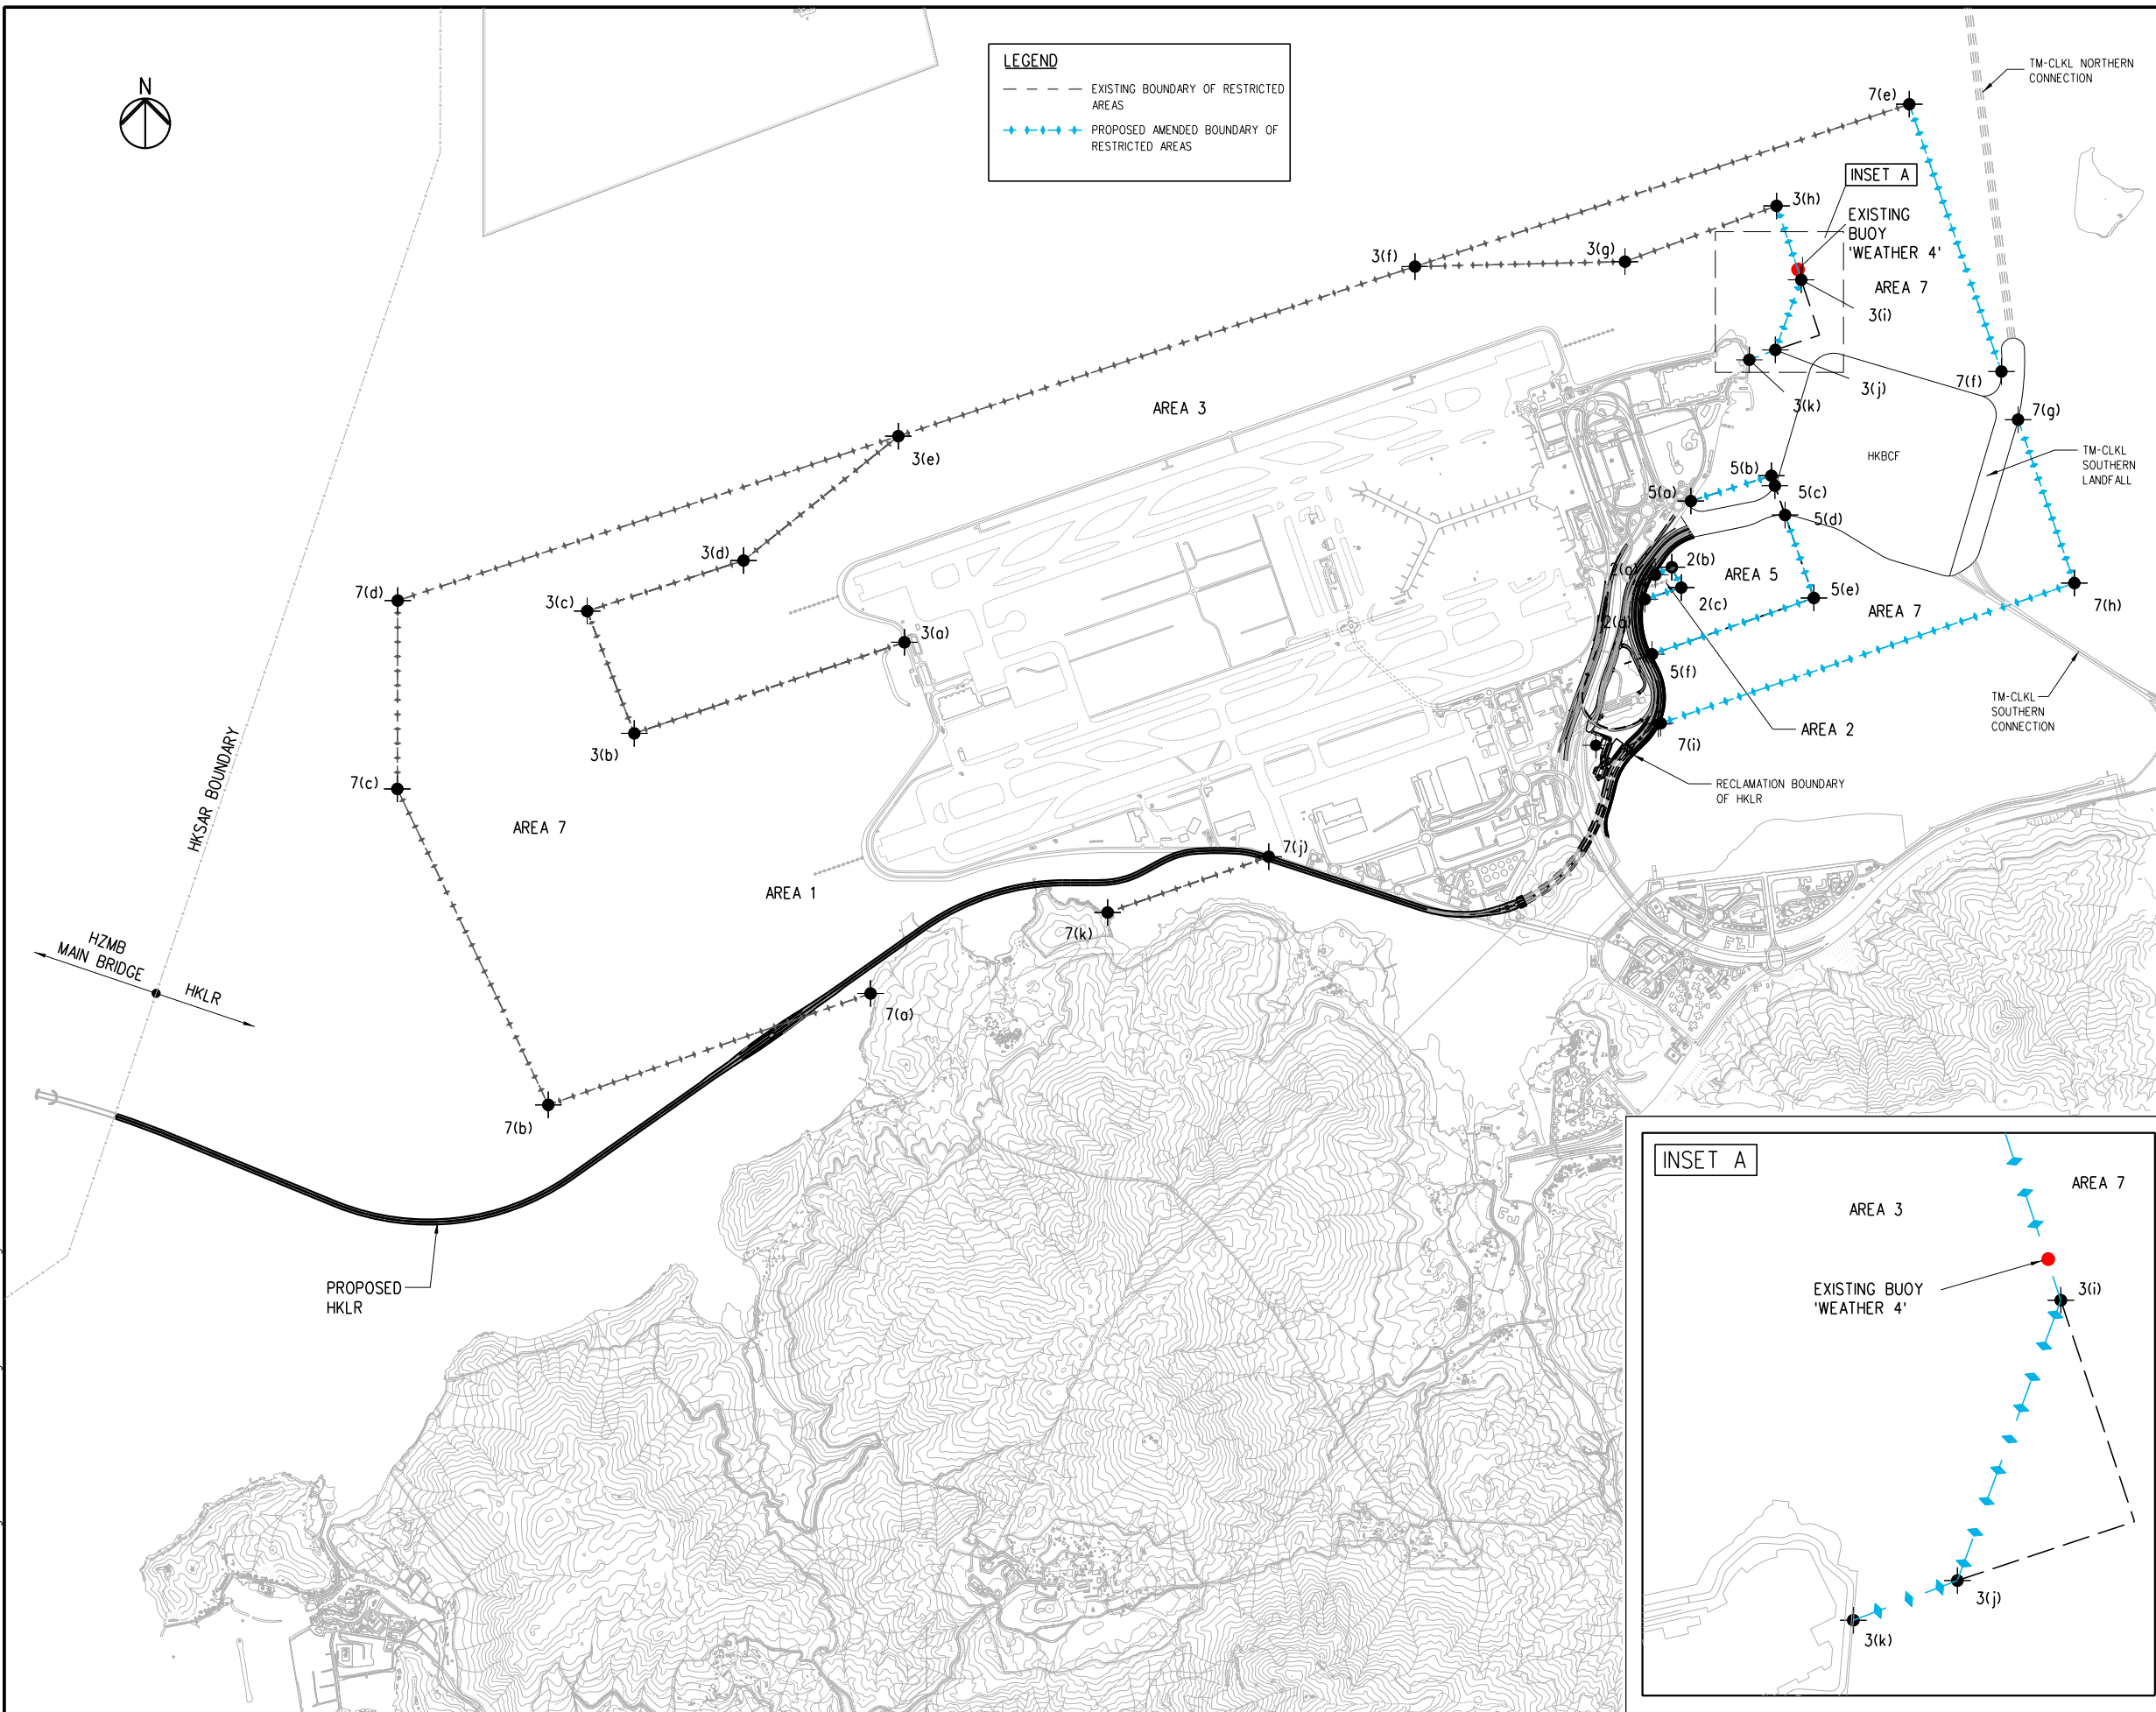 N
LEGEND
EXISTING BOUNDARY OF RESTRICTED
AREAS
PROPOSED AMENDED BOUNDARY OF
RESTRICTED AREAS
TM-CLKL NORTHERN
CONNECTION
7(e)
INSET A
3(h)
EXISTING
BUOY
'WEATHER 4'
3(f)
3(g)
AREA 7
3(i)
7(f)
3(j)
3(k)
AREA 3
7(g)
3(e)
HKBCF
TM-CLKL
SOUTHERN
LANDFALL
5(b)
5(a)
5(c)
5(d)
3(d)
2(b)
2(a)
AREA 5
7(d)
3(c)
2(c)
5(e)
AREA 7
7(h)
2(d)
3(a)
5(f)
TM-CLKL
SOUTHERN
CONNECTION
3(b)
AREA 2
7(i)
HKSAR BOUNDARY
7(c)
RECLAMATION BOUNDARY
OF HKLR
AREA 7
7(j)
AREA 1
7(k)
HZMB
MAIN BRIDGE
HKLR
7(a)
7(b)
PROPOSED
HKLR
INSET A
AREA 7
AREA 3
EXISTING BUOY
'WEATHER 4'
3(i)
3(j)
3(k)